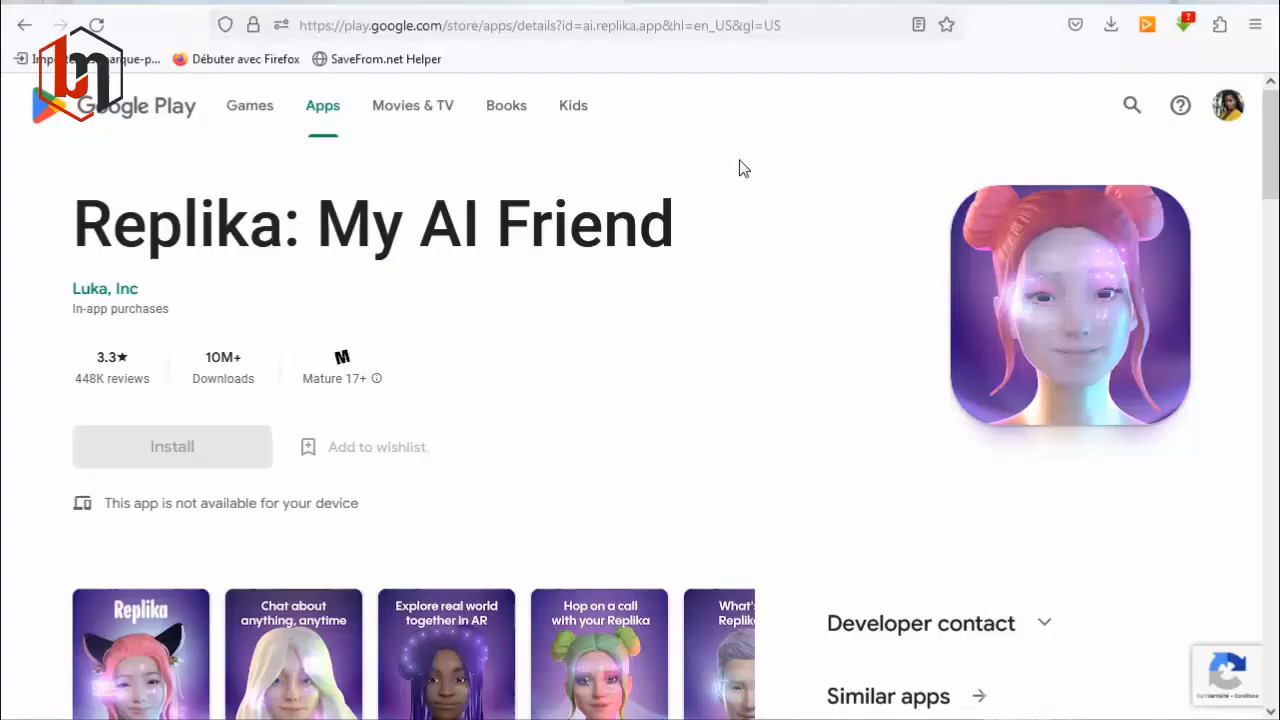 https://play.google.com/store/apps/details?id=ai.replika.app&hl=en_US&gl=US
?
Débuter avec Firefox
SaveFrom.net Helper
Google Play
Games
Apps
Movies & TV
Books
Kids
Replika: My AI Friend
Luka, Inc
In-app purchases
3.3★
448K reviews
10M+
Downloads
Mature 17+
Install
Add to wishlist
This app is not available for your device
Replika
Chat about
anything, anytime
Explore real world
together in AR
Hop on a call
with your Replika
What's
Replik
Developer contact
Similar apps